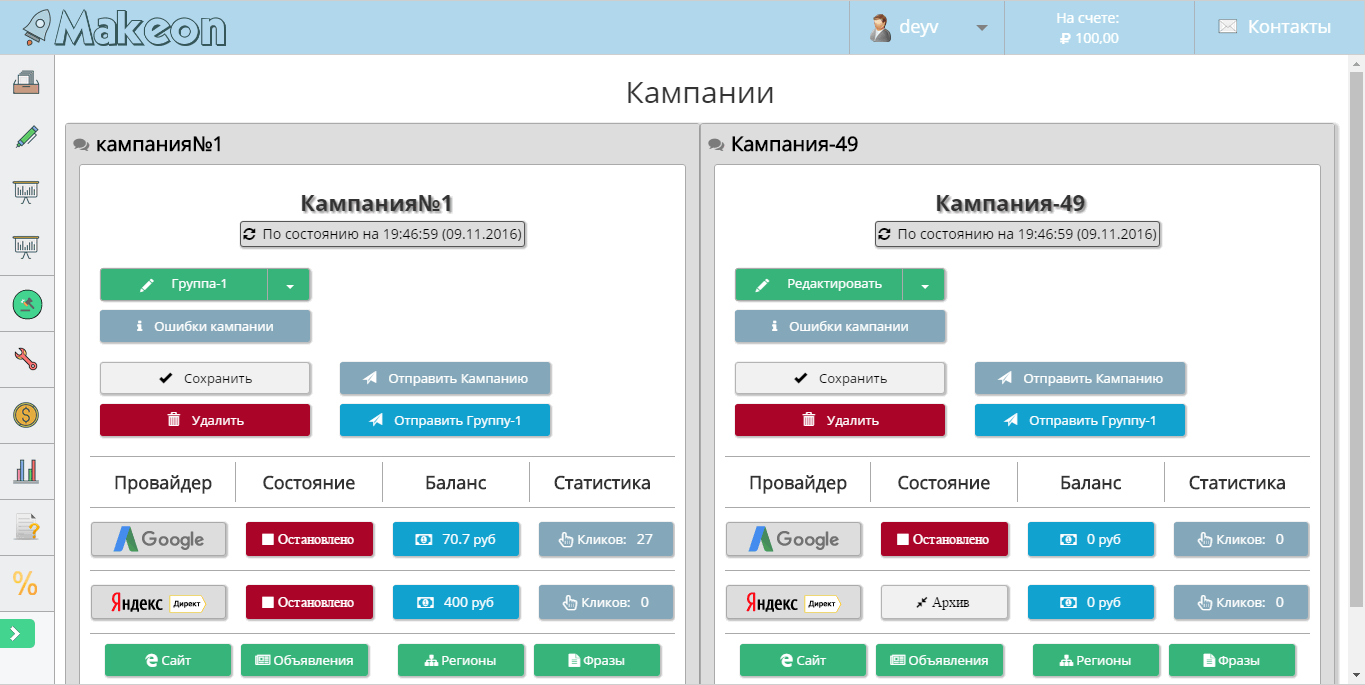 Makeon
deyv
На счете:
₽ 100,00
Контакты
Кампании
кампания№1
Кампания№1
По состоянию на 19:46:59 (09.11.2016)
Группа-1
Ошибки кампании
Сохранить
Отправить Кампанию
Удалить
Отправить Группу-1
Провайдер Состояние Баланс Статистика
Google Остановлено 70.7 руб Кликов: 27
Яндекс Директ Остановлено 400 руб Кликов: 0
Сайт Объявления Регионы Фразы
Кампания-49
Кампания-49
По состоянию на 19:46:59 (09.11.2016)
Редактировать
Ошибки кампании
Сохранить
Отправить Кампанию
Удалить
Отправить Группу-1
Провайдер Состояние Баланс Статистика
Google Остановлено 0 руб Кликов: 0
Яндекс Директ Архив 0 руб Кликов: 0
Сайт Объявления Регионы Фразы